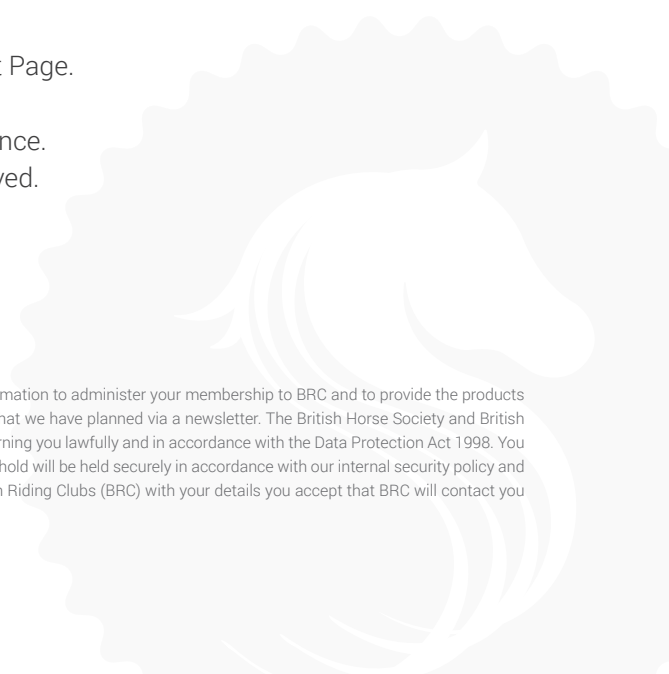 Page.
nce.
ved.
mation to administer your membership to BRC and to provide the products
hat we have planned via a newsletter. The British Horse Society and British
rning you lawfully and in accordance with the Data Protection Act 1998. You
hold will be held securely in accordance with our internal security policy and
Riding Clubs (BRC) with your details you accept that BRC will contact you